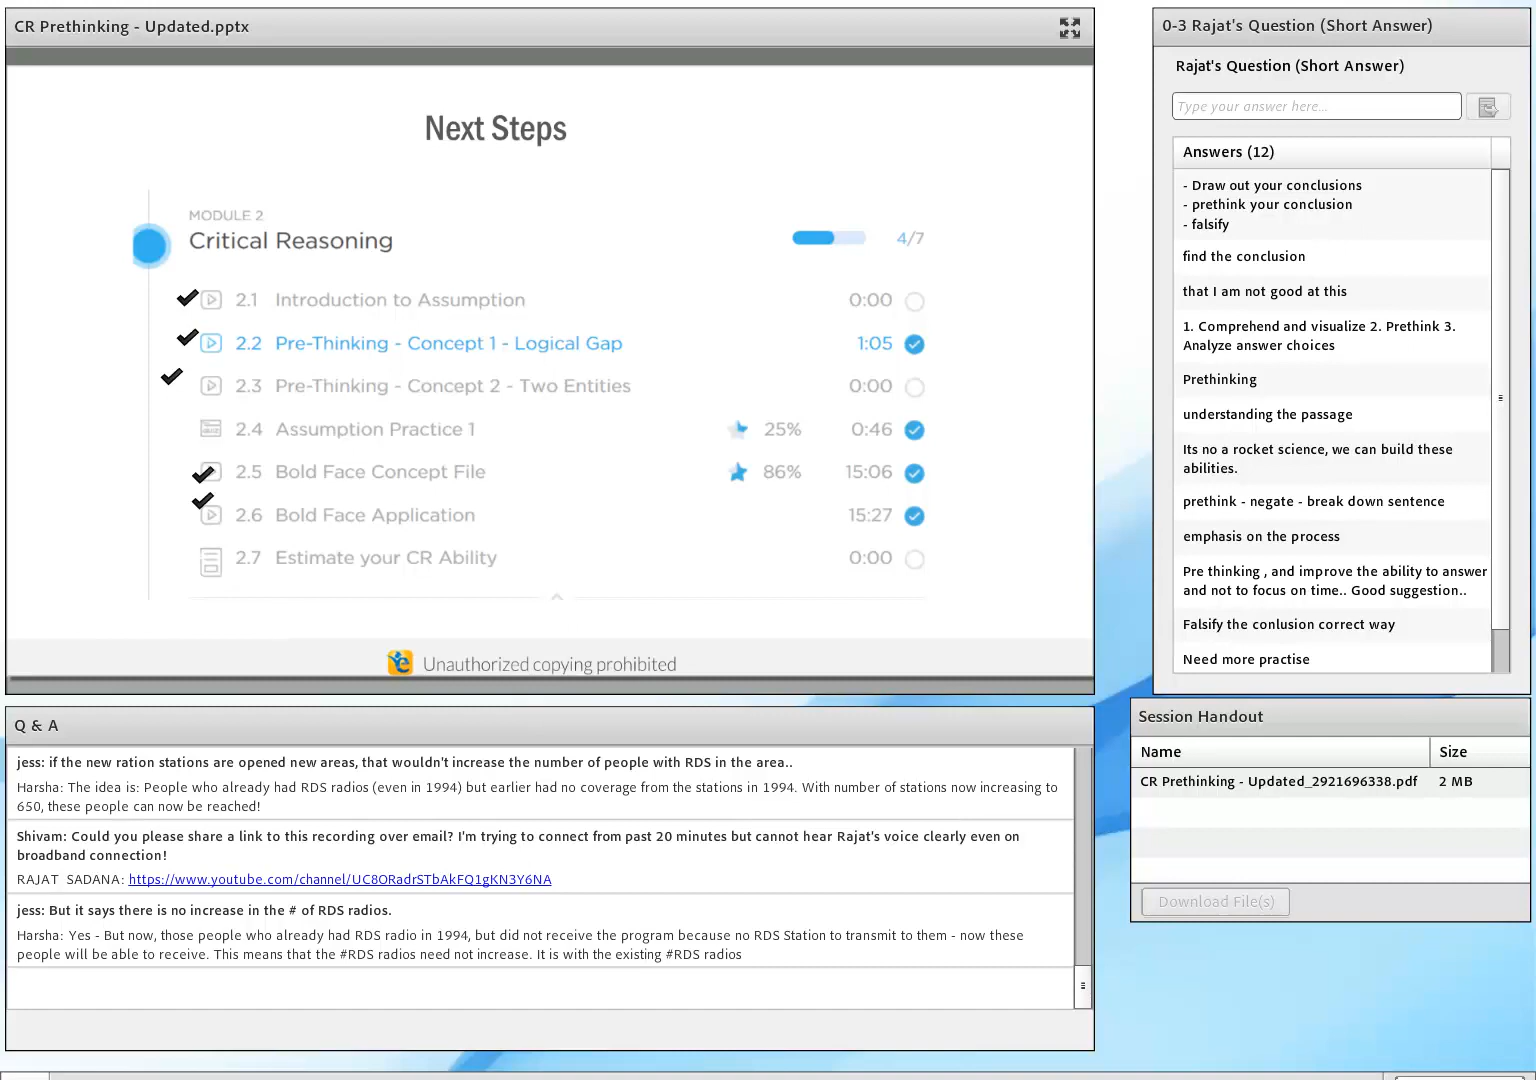 CR Prethinking - Updated.pptx
Next Steps
MODULE 2
Critical Reasoning 4/7
2.1 Introduction to Assumption 0:00
2.2 Pre-Thinking - Concept 1 - Logical Gap 1:05
2.3 Pre-Thinking - Concept 2 - Two Entities 0:00
2.4 Assumption Practice 1 25% 0:46
2.5 Bold Face Concept File 86% 15:06
2.6 Bold Face Application 15:27
2.7 Estimate your CR Ability 0:00
Unauthorized copying prohibited
0-3 Rajat's Question (Short Answer)
Rajat's Question (Short Answer)
Type your answer here...
Answers (12)
- Draw out your conclusions
- prethink your conclusion
- falsify
find the conclusion
that I am not good at this
1. Comprehend and visualize 2. Prethink 3.
Analyze answer choices
Prethinking
understanding the passage
Its no a rocket science, we can build these
abilities.
prethink - negate - break down sentence
emphasis on the process
Pre thinking , and improve the ability to answer
and not to focus on time.. Good suggestion..
Falsify the conlusion correct way
Need more practise
Q & A
jess: if the new ration stations are opened new areas, that wouldn't increase the number of people with RDS in the area..
Harsha: The idea is: People who already had RDS radios (even in 1994) but earlier had no coverage from the stations in 1994. With number of stations now increasing to
650, these people can now be reached!
Shivam: Could you please share a link to this recording over email? I'm trying to connect from past 20 minutes but cannot hear Rajat's voice clearly even on
broadband connection!
RAJAT SADANA: https://www.youtube.com/channel/UC8ORadrSTbAkFQ1gKN3Y6NA
jess: But it says there is no increase in the # of RDS radios.
Harsha: Yes - But now, those people who already had RDS radio in 1994, but did not receive the program because no RDS Station to transmit to them - now these
people will be able to receive. This means that the #RDS radios need not increase. It is with the existing #RDS radios
Session Handout
Name Size
CR Prethinking - Updated_2921696338.pdf 2 MB
Download File(s)